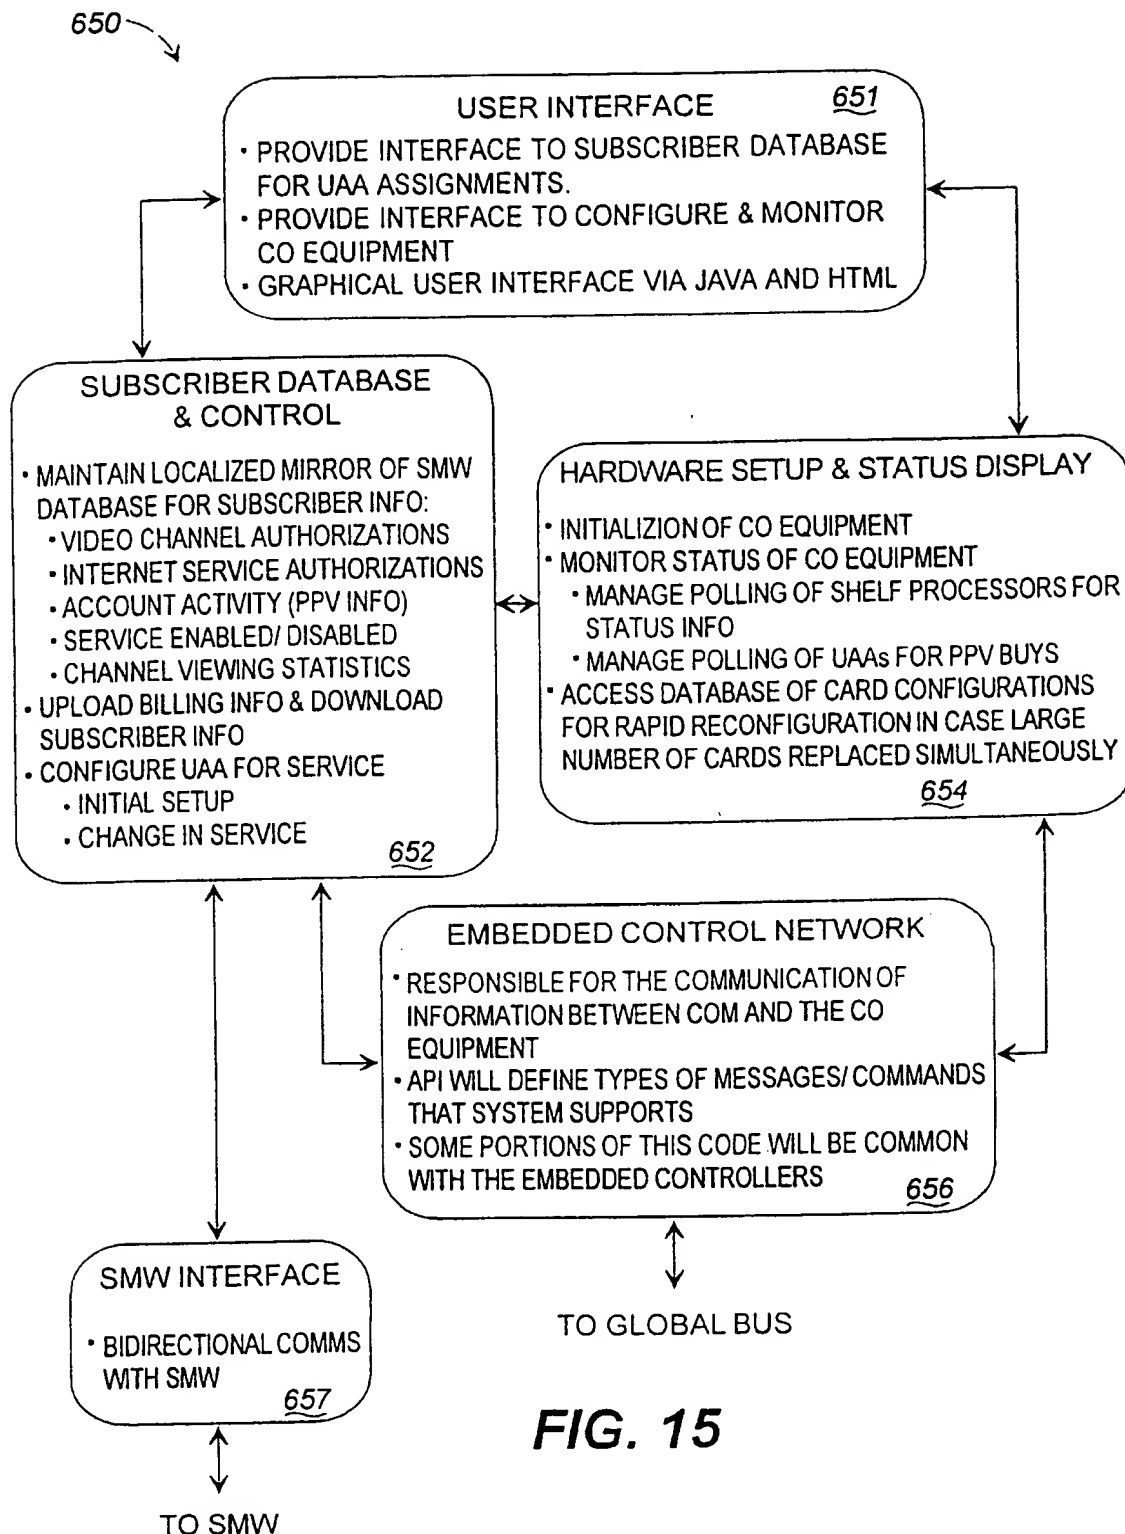 650
USER INTERFACE 651
• PROVIDE INTERFACE TO SUBSCRIBER DATABASE
FOR UAA ASSIGNMENTS.
• PROVIDE INTERFACE TO CONFIGURE & MONITOR
CO EQUIPMENT
• GRAPHICAL USER INTERFACE VIA JAVA AND HTML
SUBSCRIBER DATABASE
& CONTROL
• MAINTAIN LOCALIZED MIRROR OF SMW
DATABASE FOR SUBSCRIBER INFO:
• VIDEO CHANNEL AUTHORIZATIONS
• INTERNET SERVICE AUTHORIZATIONS
• ACCOUNT ACTIVITY (PPV INFO)
• SERVICE ENABLED/ DISABLED
• CHANNEL VIEWING STATISTICS
• UPLOAD BILLING INFO & DOWNLOAD
SUBSCRIBER INFO
• CONFIGURE UAA FOR SERVICE
• INITIAL SETUP
• CHANGE IN SERVICE
652
HARDWARE SETUP & STATUS DISPLAY
• INITIALIZION OF CO EQUIPMENT
• MONITOR STATUS OF CO EQUIPMENT
• MANAGE POLLING OF SHELF PROCESSORS FOR
STATUS INFO
• MANAGE POLLING OF UAAs FOR PPV BUYS
• ACCESS DATABASE OF CARD CONFIGURATIONS
FOR RAPID RECONFIGURATION IN CASE LARGE
NUMBER OF CARDS REPLACED SIMULTANEOUSLY
654
EMBEDDED CONTROL NETWORK
• RESPONSIBLE FOR THE COMMUNICATION OF
INFORMATION BETWEEN COM AND THE CO
EQUIPMENT
• API WILL DEFINE TYPES OF MESSAGES/ COMMANDS
THAT SYSTEM SUPPORTS
• SOME PORTIONS OF THIS CODE WILL BE COMMON
WITH THE EMBEDDED CONTROLLERS
656
SMW INTERFACE
• BIDIRECTIONAL COMMS
WITH SMW
657
TO GLOBAL BUS
TO SMW
FIG. 15